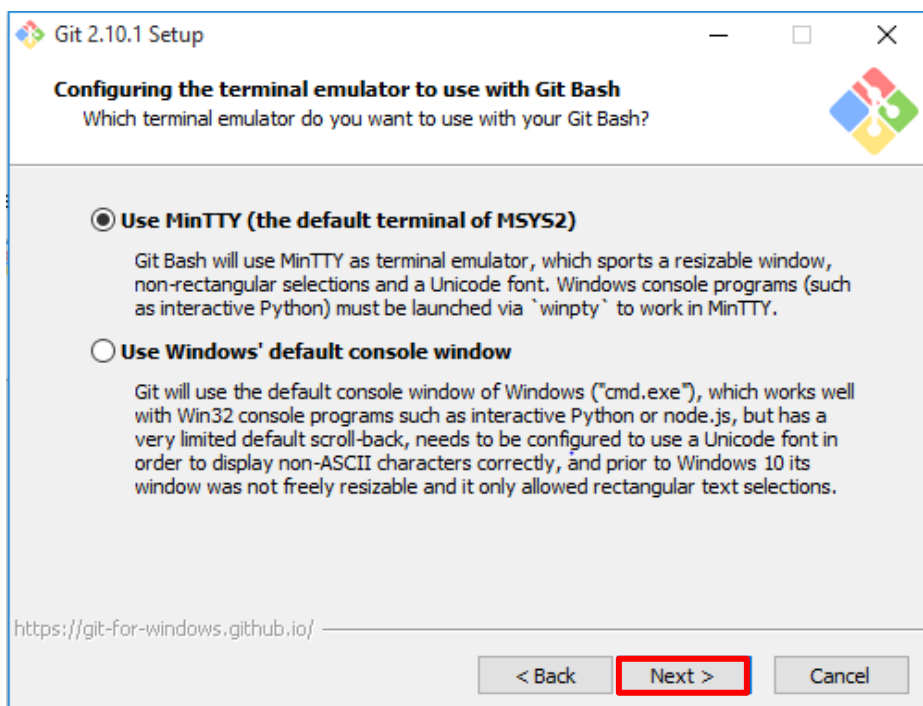 Git 2.10.1 Setup
Configuring the terminal emulator to use with Git Bash
Which terminal emulator do you want to use with your Git Bash?
Use MinTTY (the default terminal of MSYS2)
Git Bash will use MinTTY as terminal emulator, which sports a resizable window,
non-rectangular selections and a Unicode font. Windows console programs (such
as interactive Python) must be launched via `winpty` to work in MinTTY.
Use Windows' default console window
Git will use the default console window of Windows ("cmd.exe"), which works well
with Win32 console programs such as interactive Python or node.js, but has a
very limited default scroll-back, needs to be configured to use a Unicode font in
order to display non-ASCII characters correctly, and prior to Windows 10 its
window was not freely resizable and it only allowed rectangular text selections.
https://git-for-windows.github.io/
< Back Next > Cancel